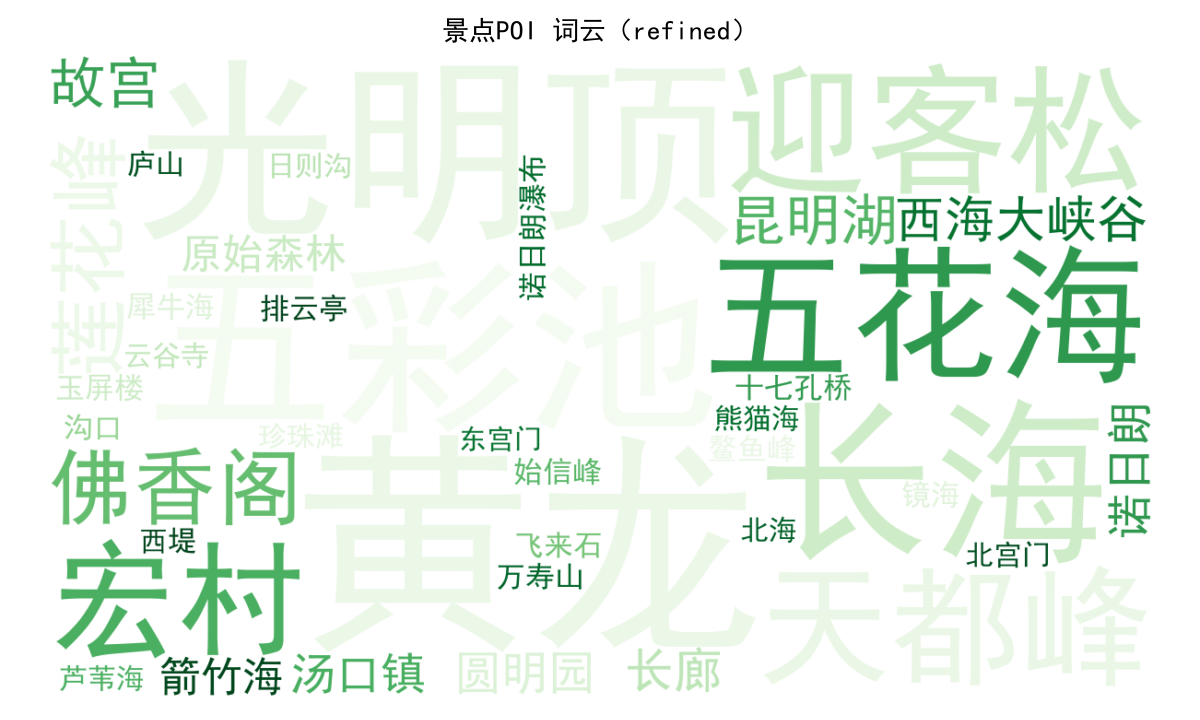 景点POI 词云（refined）
故宫
光明顶
迎客松
莲花峰
庐山
日则沟
诺日朗瀑布
昆明湖
西海大峡谷
原始森林
五彩池
五花海
犀牛海
排云亭
云谷寺
玉屏楼
十七孔桥
沟口
珍珠滩
东宫门
熊猫海
鳌鱼峰
长海
诺日朗
佛香阁
黄龙
始信峰
镜海
西堤
飞来石
北海
北宫门
宏村
万寿山
天都峰
芦苇海
箭竹海
汤口镇
圆明园
长廊